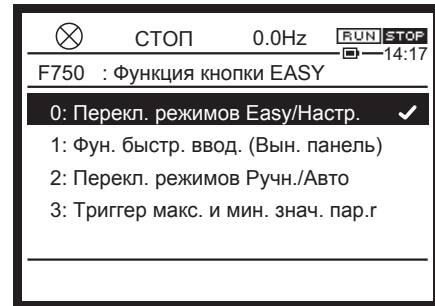 СТОП 0.0Hz RUN STOP
14:17
F750 : Функция кнопки EASY
0: Перекл. режимов Easy/Настр.
1: Фун. быстр. ввод. (Вын. панель)
2: Перекл. режимов Ручн./Авто
3: Триггер макс. и мин. знач. пар.r